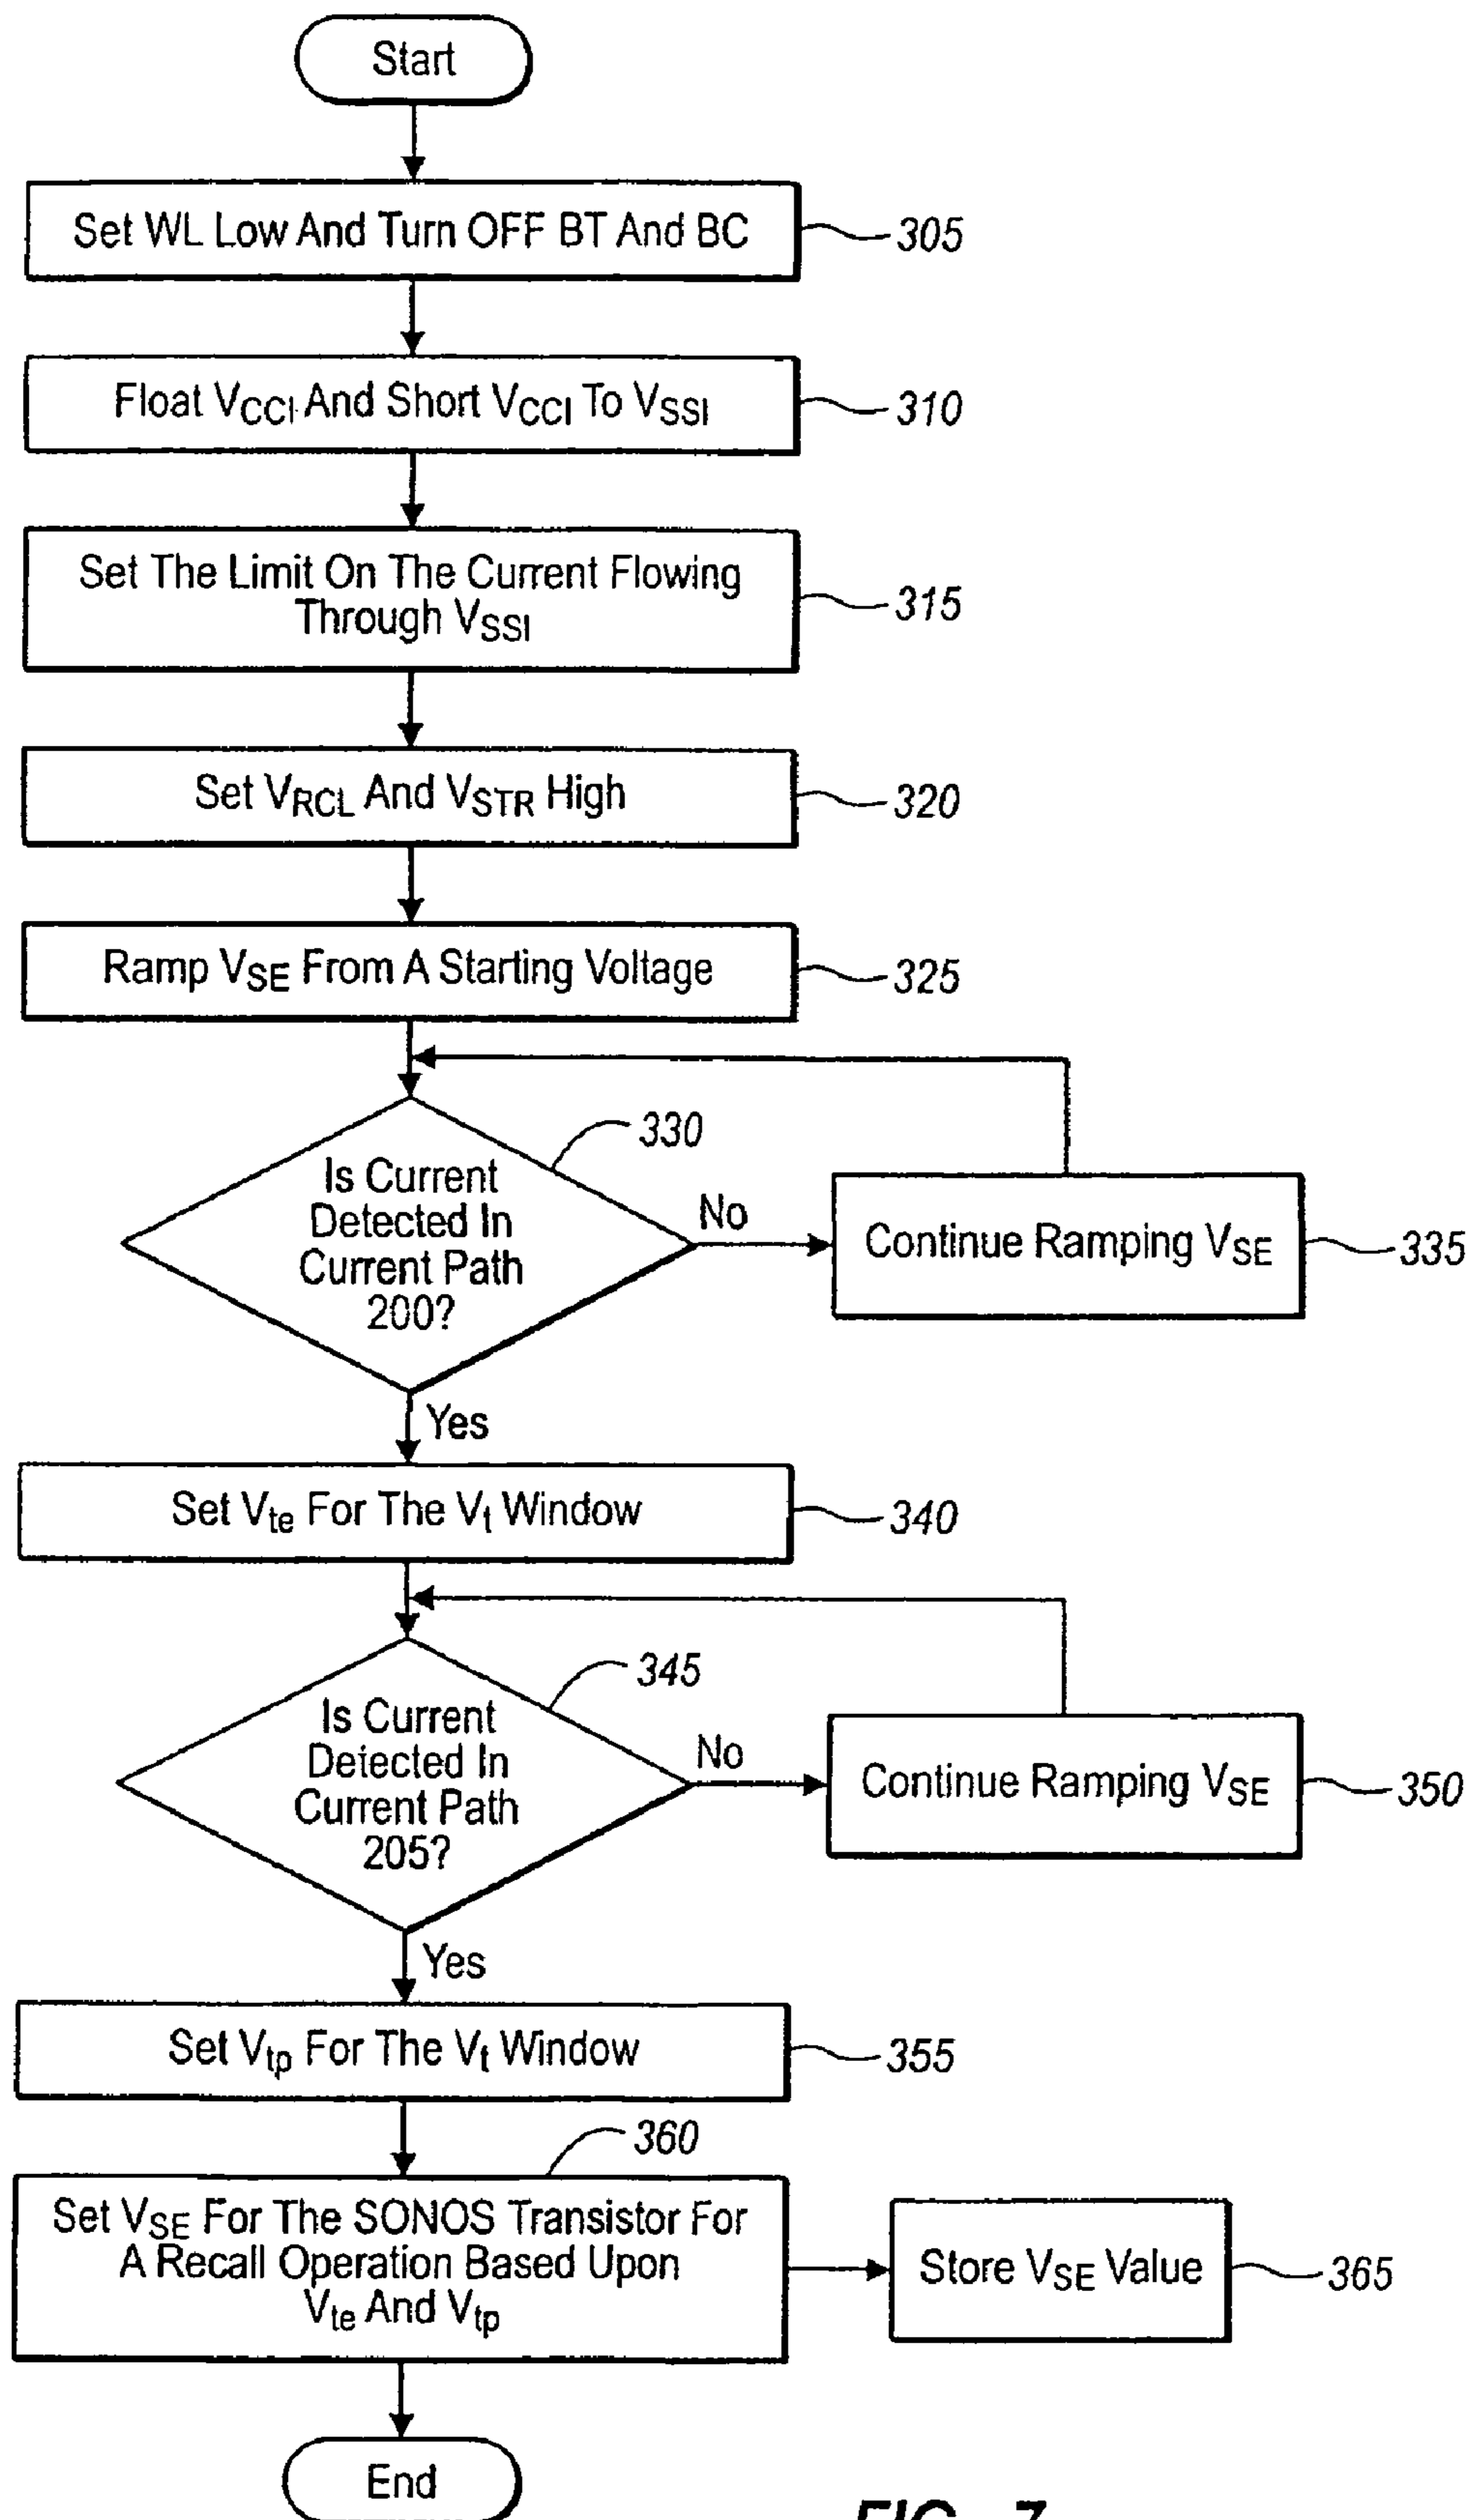 Start
Set WL Low And Turn OFF BT And BC
305
Float VCCI And Short VCCI To VSSI
310
Set The Limit On The Current Flowing
Through VSSI
315
Set VRCL And VSTR High
320
Ramp VSE From A Starting Voltage
325
330
Is Current
Detected In
Current Path
200?
No
Continue Ramping VSE
335
Yes
Set Vte For The Vt Window
340
345
Is Current
Detected In
Current Path
205?
No
Continue Ramping VSE
350
Yes
Set Vtp For The Vt Window
355
360
Set VSE For The SONOS Transistor For
A Recall Operation Based Upon
Vte And Vtp
Store VSE Value
365
End